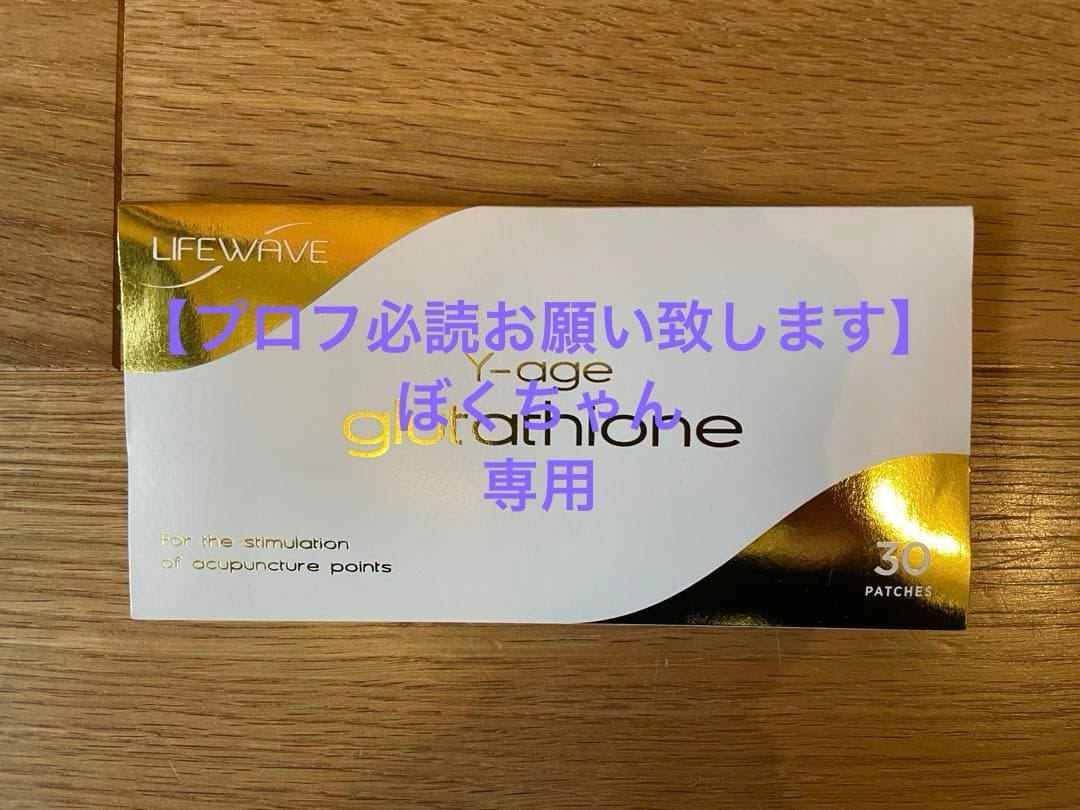 LIFEWAVE
【プロフ必読お願い致します】
Y-age
ぼくちゃん
glutathione
専用
For the stimulation
of acupuncture points
30
PATCHES